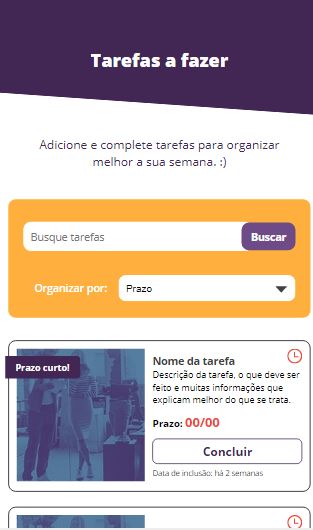 Tarefas a fazer
Adicione e complete tarefas para organizar
melhor a sua semana. :)
Busque tarefas
Buscar
Organizar por:
Prazo
Prazo curto!
Nome da tarefa
Descrição da tarefa, o que deve ser
feito e muitas informações que
explicam melhor do que se trata.
Prazo: 00/00
Concluir
Data de inclusão: há 2 semanas